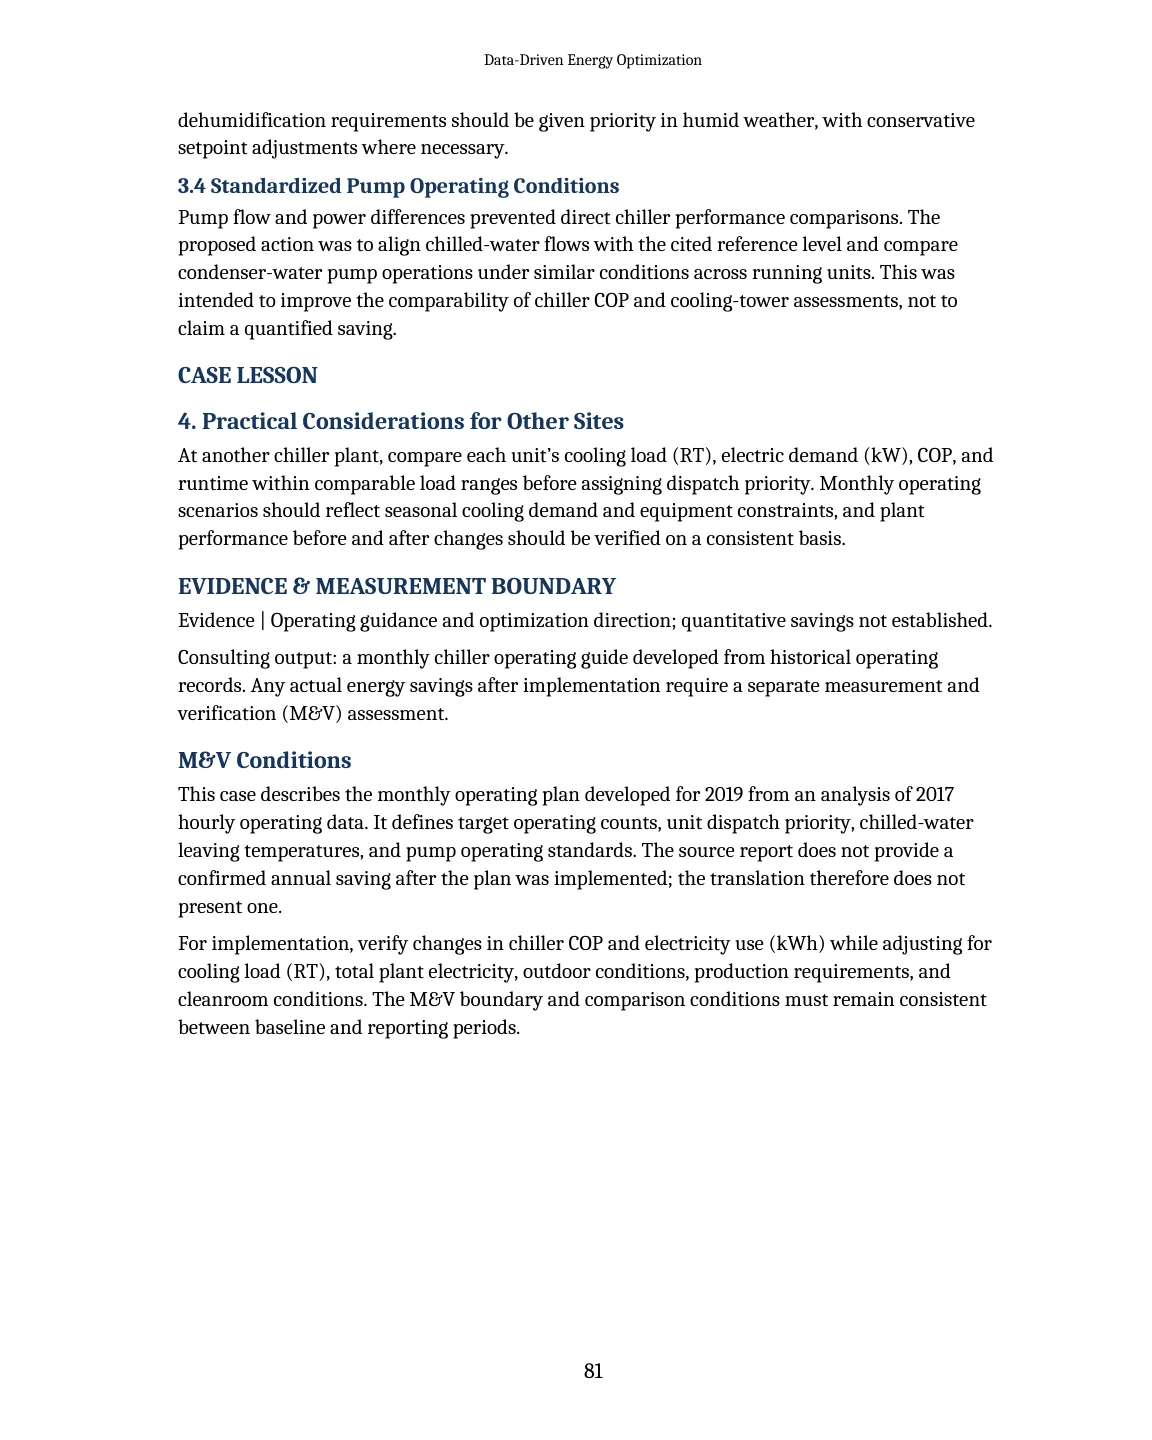 Data-Driven Energy Optimization
dehumidification requirements should be given priority in humid weather, with conservative
setpoint adjustments where necessary.
3.4 Standardized Pump Operating Conditions
Pump flow and power differences prevented direct chiller performance comparisons. The
proposed action was to align chilled-water flows with the cited reference level and compare
condenser-water pump operations under similar conditions across running units. This was
intended to improve the comparability of chiller COP and cooling-tower assessments, not to
claim a quantified saving.
CASE LESSON
4. Practical Considerations for Other Sites
At another chiller plant, compare each unit’s cooling load (RT), electric demand (kW), COP, and
runtime within comparable load ranges before assigning dispatch priority. Monthly operating
scenarios should reflect seasonal cooling demand and equipment constraints, and plant
performance before and after changes should be verified on a consistent basis.
EVIDENCE & MEASUREMENT BOUNDARY
Evidence | Operating guidance and optimization direction; quantitative savings not established.
Consulting output: a monthly chiller operating guide developed from historical operating
records. Any actual energy savings after implementation require a separate measurement and
verification (M&V) assessment.
M&V Conditions
This case describes the monthly operating plan developed for 2019 from an analysis of 2017
hourly operating data. It defines target operating counts, unit dispatch priority, chilled-water
leaving temperatures, and pump operating standards. The source report does not provide a
confirmed annual saving after the plan was implemented; the translation therefore does not
present one.
For implementation, verify changes in chiller COP and electricity use (kWh) while adjusting for
cooling load (RT), total plant electricity, outdoor conditions, production requirements, and
cleanroom conditions. The M&V boundary and comparison conditions must remain consistent
between baseline and reporting periods.
81